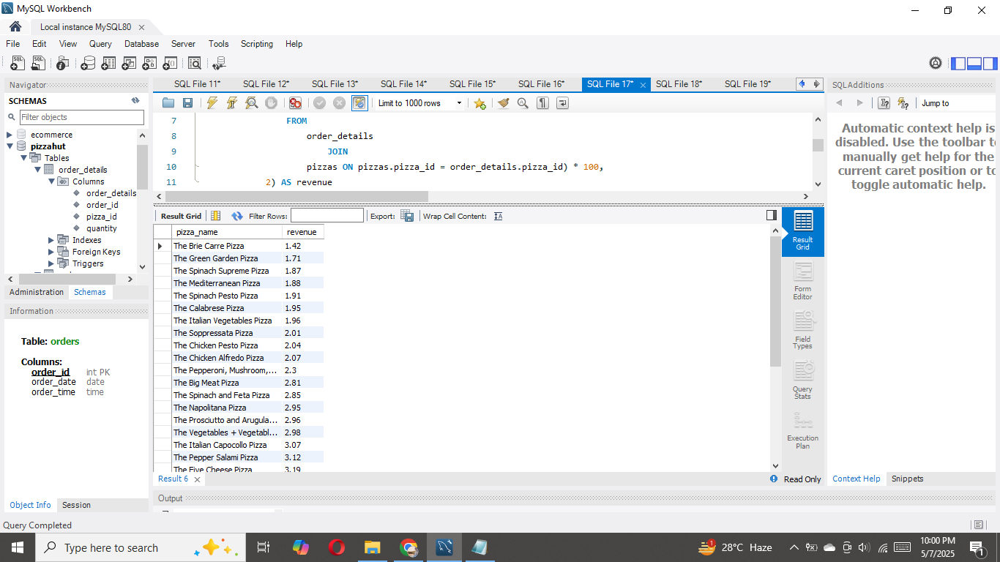 MySQL Workbench
Local instance MySQL80
File Edit View Query Database Server Tools Scripting Help
Navigator
SCHEMAS
Filter objects
ecommerce
pizzahut
Tables
order_details
Columns
order_details
order_id
pizza_id
quantity
Indexes
Foreign Keys
Triggers
Administration Schemas
Information
Table: orders
Columns:
order_id int PK
order_date date
order_time time
Object Info Session
SQL File 11* SQL File 12* SQL File 13* SQL File 14* SQL File 15* SQL File 16* SQL File 17* SQL File 18* SQL File 19*
Limit to 1000 rows
7 FROM
8 order_details
9 JOIN
10 pizzas ON pizzas.pizza_id = order_details.pizza_id) * 100,
11 2) AS revenue
Result Grid Filter Rows: Export: Wrap Cell Content:
pizza_name revenue
The Brie Carre Pizza 1.42
The Green Garden Pizza 1.71
The Spinach Supreme Pizza 1.87
The Mediterranean Pizza 1.88
The Spinach Pesto Pizza 1.91
The Calabrese Pizza 1.95
The Italian Vegetables Pizza 1.96
The Soppressata Pizza 2.01
The Chicken Pesto Pizza 2.04
The Chicken Alfredo Pizza 2.07
The Pepperoni, Mushroom,... 2.3
The Big Meat Pizza 2.81
The Spinach and Feta Pizza 2.85
The Napolitana Pizza 2.95
The Prosciutto and Arugula... 2.96
The Vegetables + Vegetabl... 2.98
The Italian Capocollo Pizza 3.07
The Pepper Salami Pizza 3.12
The Five Cheese Pizza 3.19
Result Grid
Form Editor
Field Types
Query Stats
Execution Plan
Result 6
Read Only
Output
SQLAdditions
Jump to
Automatic context help is
disabled. Use the toolbar to
manually get help for the
current caret position or to
toggle automatic help.
Context Help Snippets
Query Completed
Type here to search
28°C Haze
10:00 PM
5/7/2025